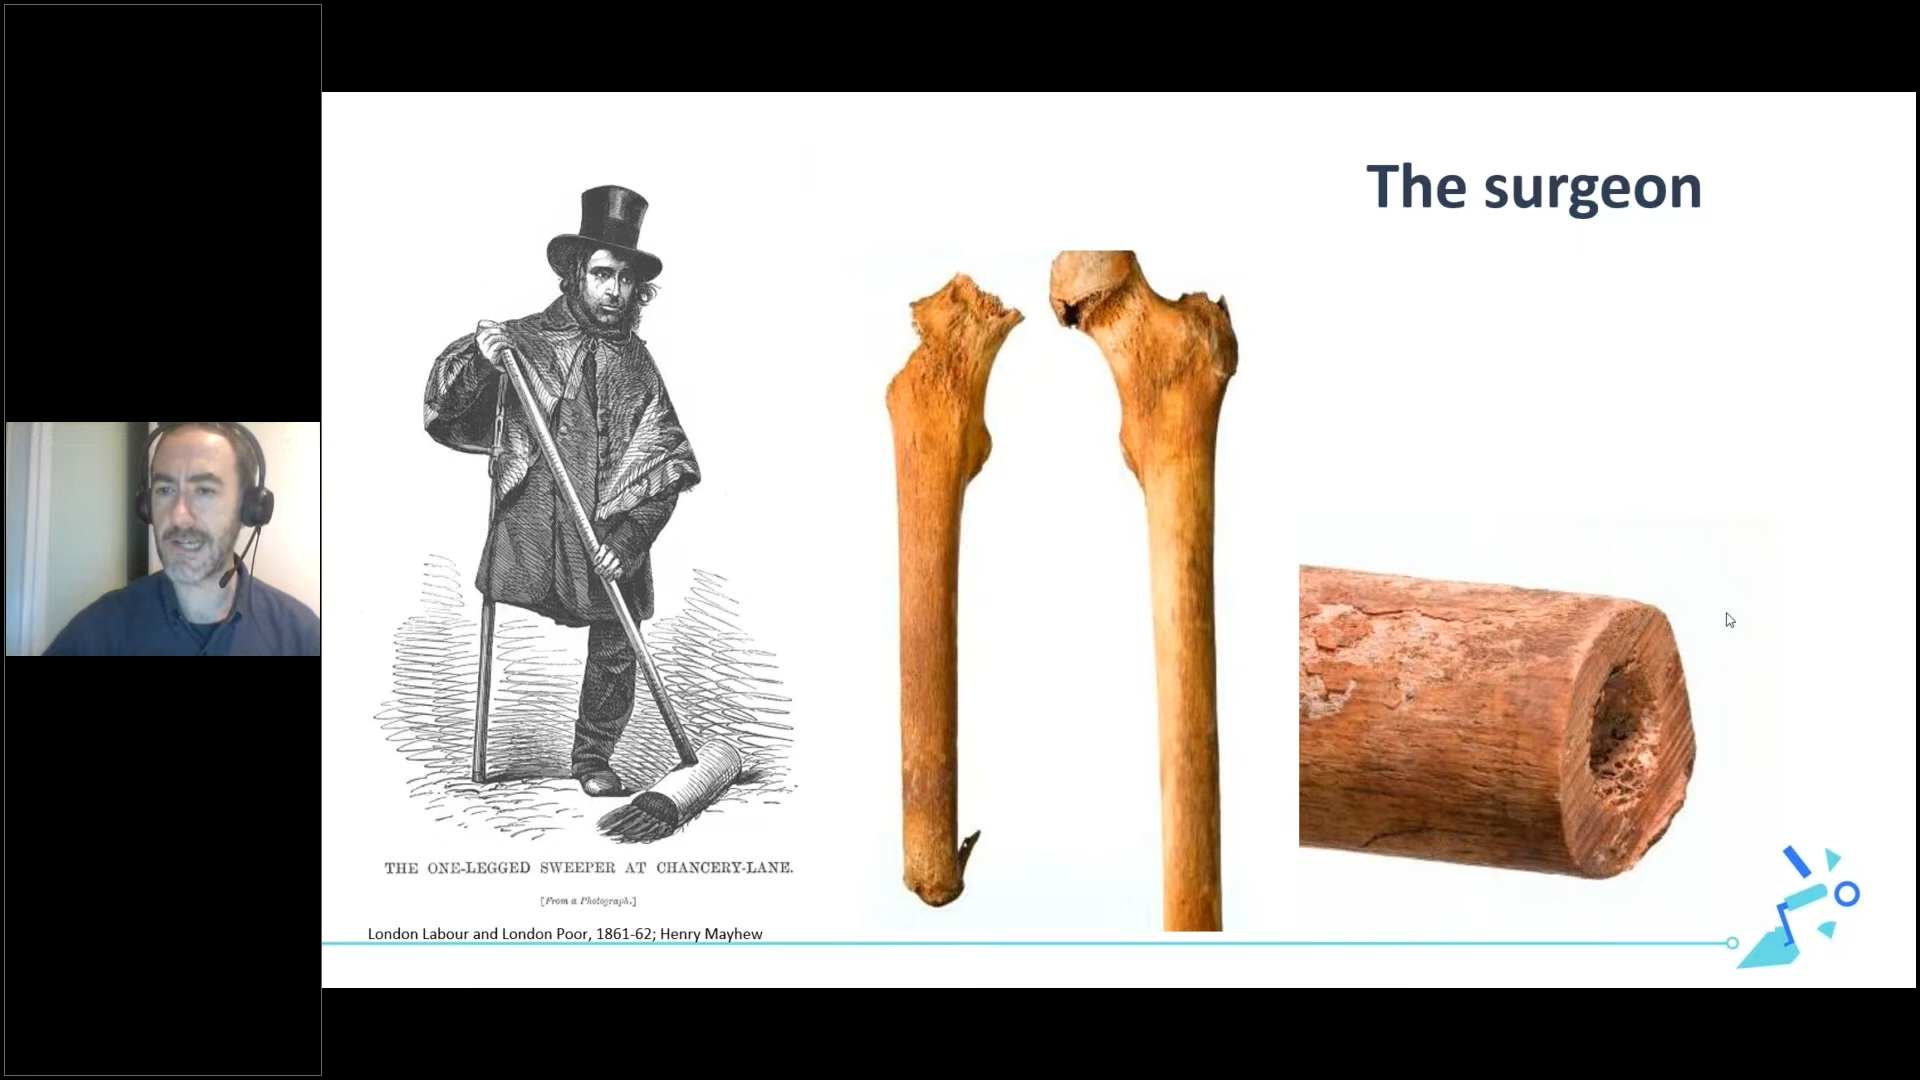 The surgeon
THE ONE-LEGGED SWEEPER AT CHANCERY-LANE.
[From a Photograph.]
London Labour and London Poor, 1861-62; Henry Mayhew